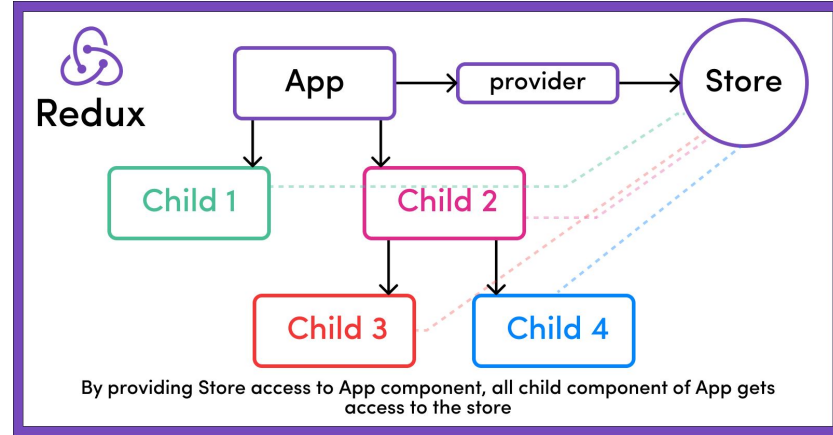 Redux
App
provider
Store
Child 1
Child 2
Child 3
Child 4
By providing Store access to App component, all child component of App gets
access to the store